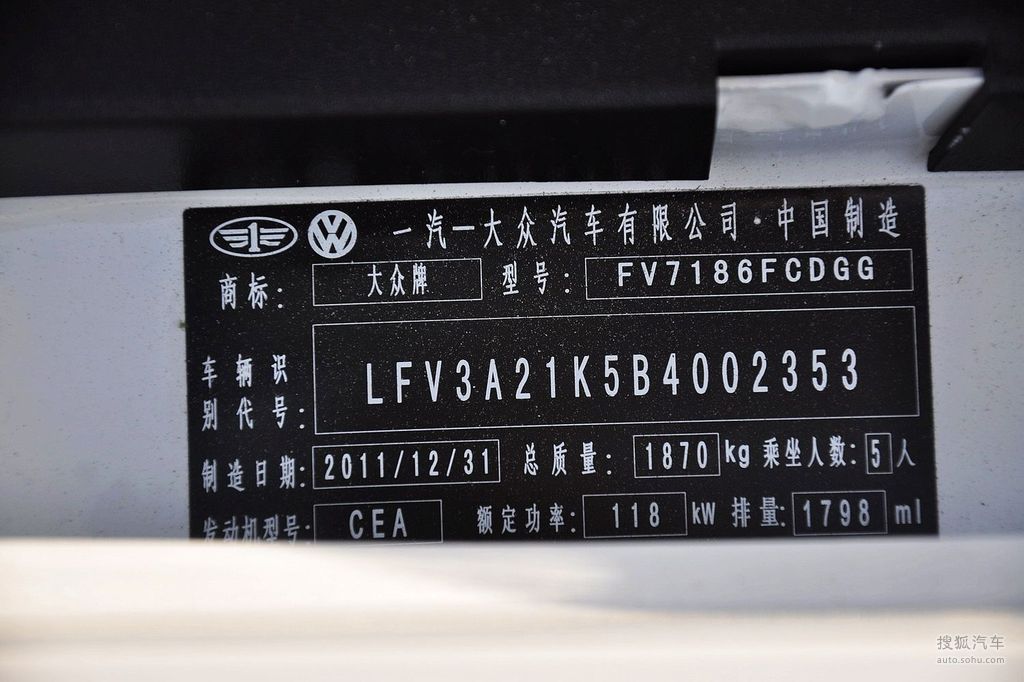 一汽一大众汽车有限公司·中国制造
商标: 大众牌 型号: FV7186FCDGG
车辆识别代号: LFV3A21K5B4002353
制造日期: 2011/12/31 总质量: 1870 kg 乘坐人数: 5 人
发动机型号: CEA 额定功率: 118 kW 排量: 1798 ml
搜狐汽车
auto.sohu.com